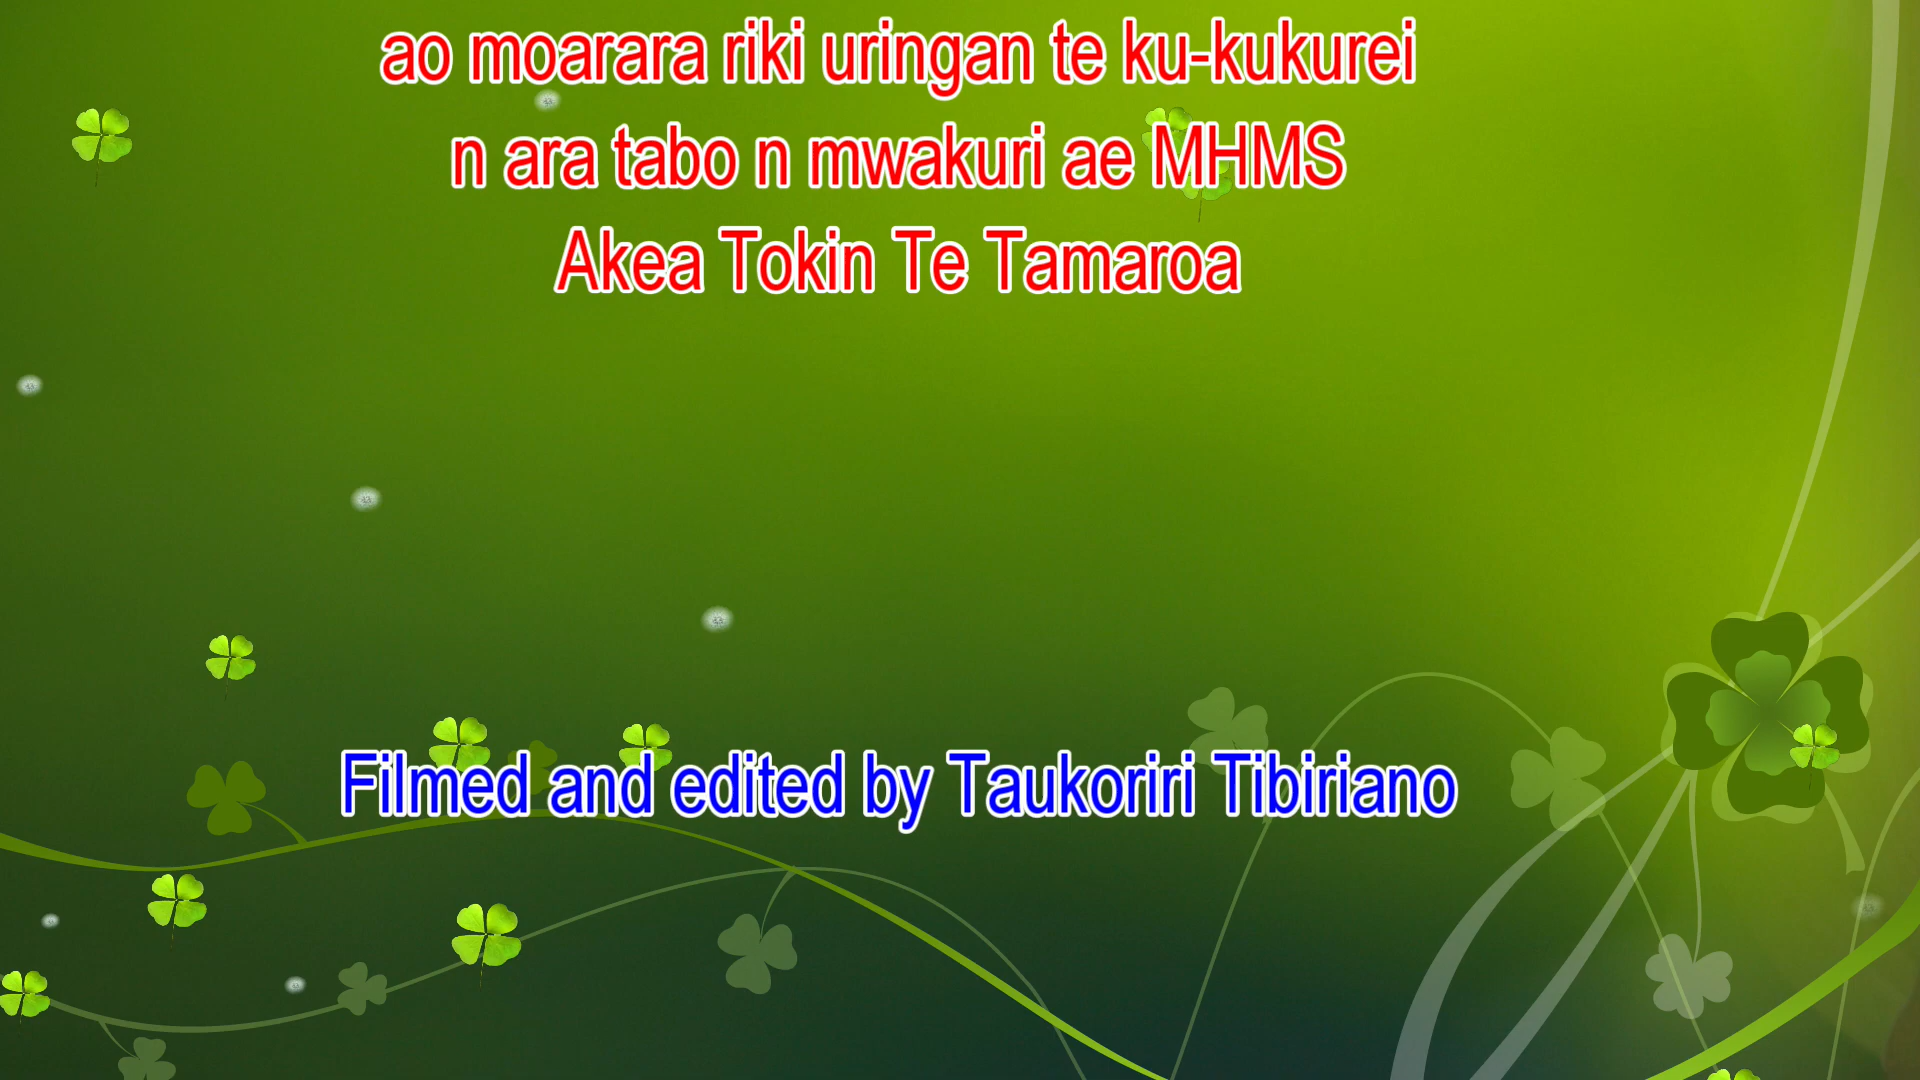 ao moarara riki uringan te ku-kukurei
n ara tabo n mwakuri ae MHMS
Akea Tokin Te Tamaroa
Filmed and edited by Taukoriri Tibiriano